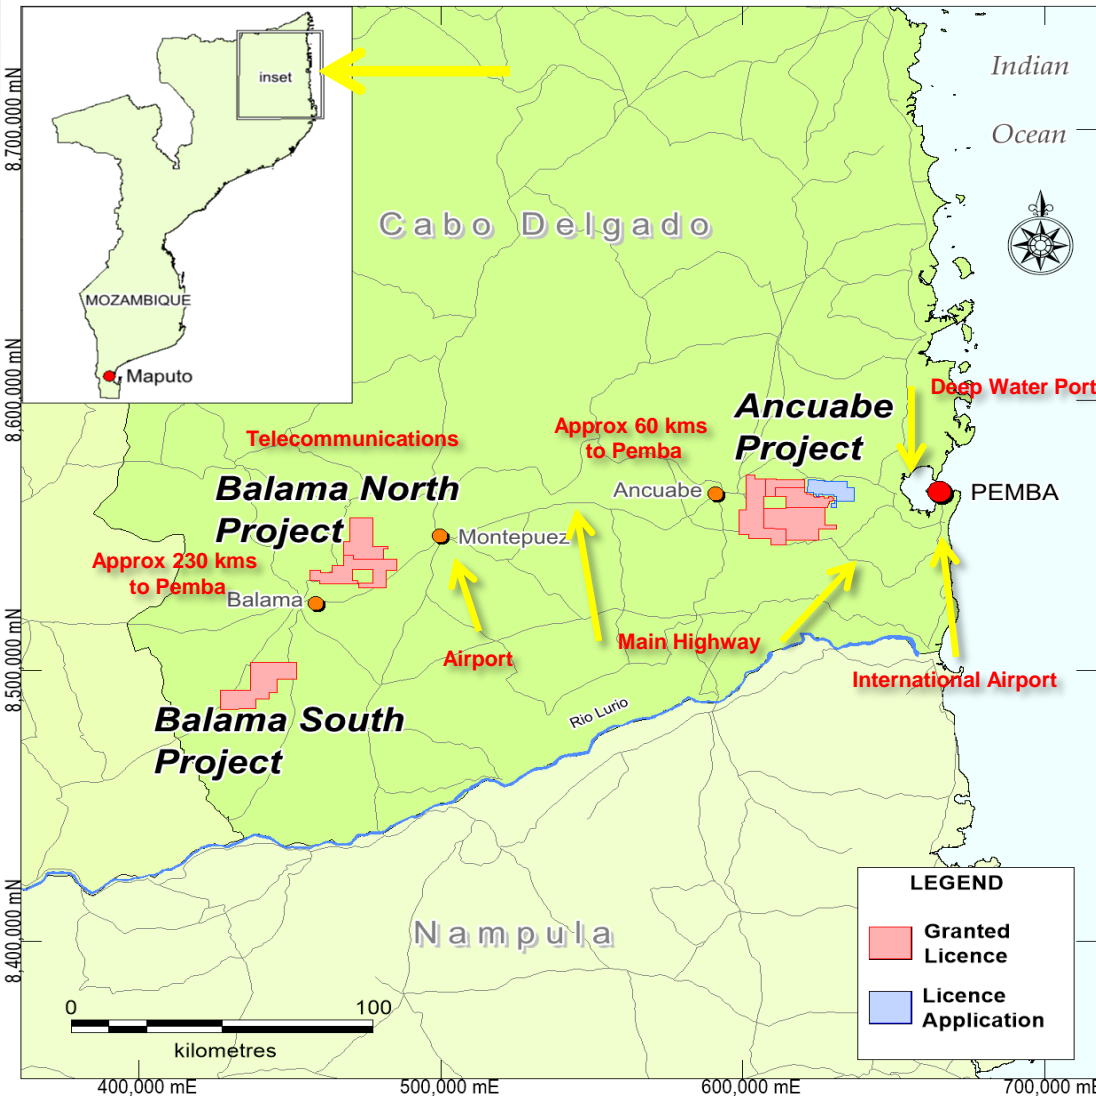 Indian
Ocean
inset
MOZAMBIQUE
Maputo
Cabo Delgado
Deep Water Port
Ancuabe
Project
Approx 60 kms
to Pemba
Telecommunications
Balama North
Project
Ancuabe
PEMBA
Montepuez
Approx 230 kms
to Pemba
Balama
Airport
Main Highway
International Airport
Balama South
Project
Rio Lurio
Nampula
LEGEND
Granted
Licence
Licence
Application
0 100
kilometres
8,700,000 mN
8,600,000 mN
8,500,000 mN
8,400,000 mN
400,000 mE 500,000 mE 600,000 mE 700,000 mE